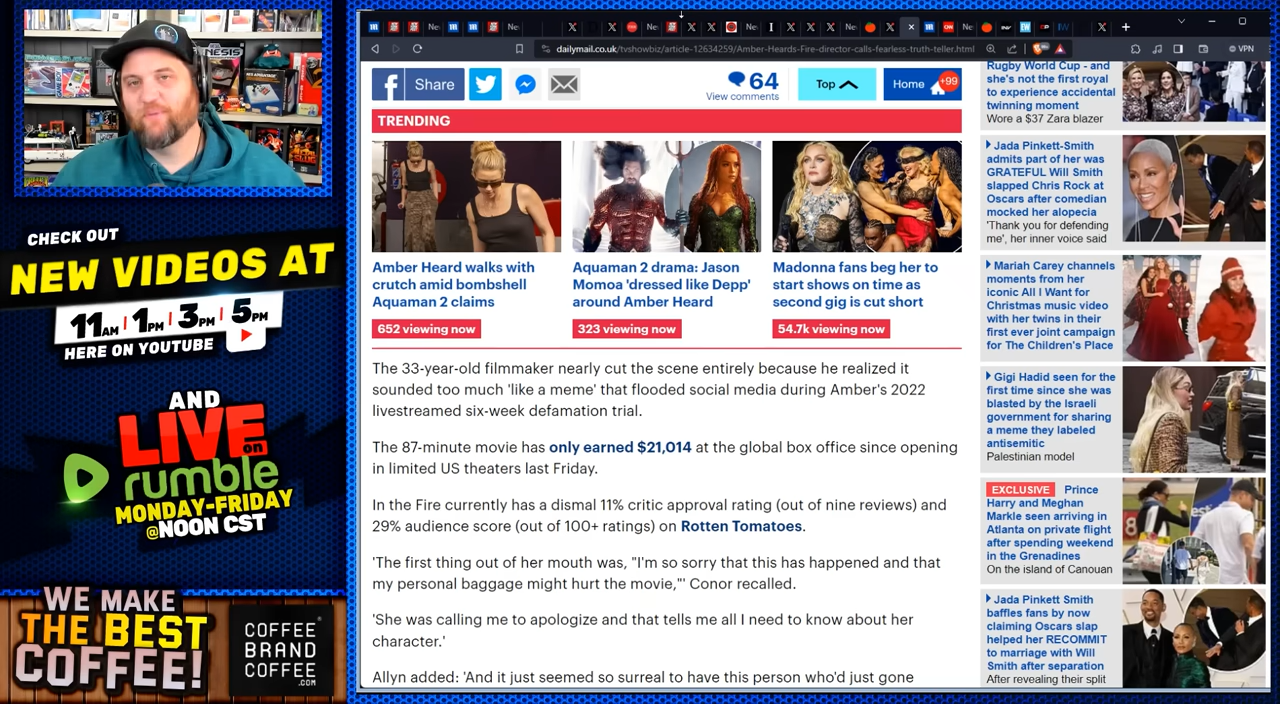 CHECK OUT
NEW VIDEOS AT
11AM | 1PM | 3PM | 5PM
HERE ON YOUTUBE
AND
LIVE on
rumble
MONDAY-FRIDAY
@NOON CST
WE MAKE
THE BEST
COFFEE!
COFFEE
BRAND
COFFEE
.COM
dailymail.co.uk/tvshowbiz/article-12634259/Amber-Heards-Fire-director-calls-fearless-truth-teller.html
VPN
Share
64
View comments
Top
Home
+99
TRENDING
Amber Heard walks with
crutch amid bombshell
Aquaman 2 claims
652 viewing now
Aquaman 2 drama: Jason
Momoa 'dressed like Depp'
around Amber Heard
323 viewing now
Madonna fans beg her to
start shows on time as
second gig is cut short
54.7k viewing now
The 33-year-old filmmaker nearly cut the scene entirely because he realized it
sounded too much 'like a meme' that flooded social media during Amber's 2022
livestreamed six-week defamation trial.
The 87-minute movie has only earned $21,014 at the global box office since opening
in limited US theaters last Friday.
In the Fire currently has a dismal 11% critic approval rating (out of nine reviews) and
29% audience score (out of 100+ ratings) on Rotten Tomatoes.
'The first thing out of her mouth was, "I'm so sorry that this has happened and that
my personal baggage might hurt the movie,"' Conor recalled.
'She was calling me to apologize and that tells me all I need to know about her
character.'
Allyn added: 'And it just seemed so surreal to have this person who'd just gone
Rugby World Cup - and
she's not the first royal
to experience accidental
twinning moment
Wore a $37 Zara blazer
Jada Pinkett-Smith
admits part of her was
GRATEFUL Will Smith
slapped Chris Rock at
Oscars after comedian
mocked her alopecia
'Thank you for defending
me', her inner voice said
Mariah Carey channels
moments from her
iconic All I Want for
Christmas music video
with her twins in their
first ever joint campaign
for The Children's Place
Gigi Hadid seen for the
first time since she was
blasted by the Israeli
government for sharing
a meme they labeled
antisemitic
Palestinian model
EXCLUSIVE Prince
Harry and Meghan
Markle seen arriving in
Atlanta on private flight
after spending weekend
in the Grenadines
On the island of Canouan
Jada Pinkett Smith
baffles fans by now
claiming Oscars slap
helped her RECOMMIT
to marriage with Will
Smith after separation
After revealing their split